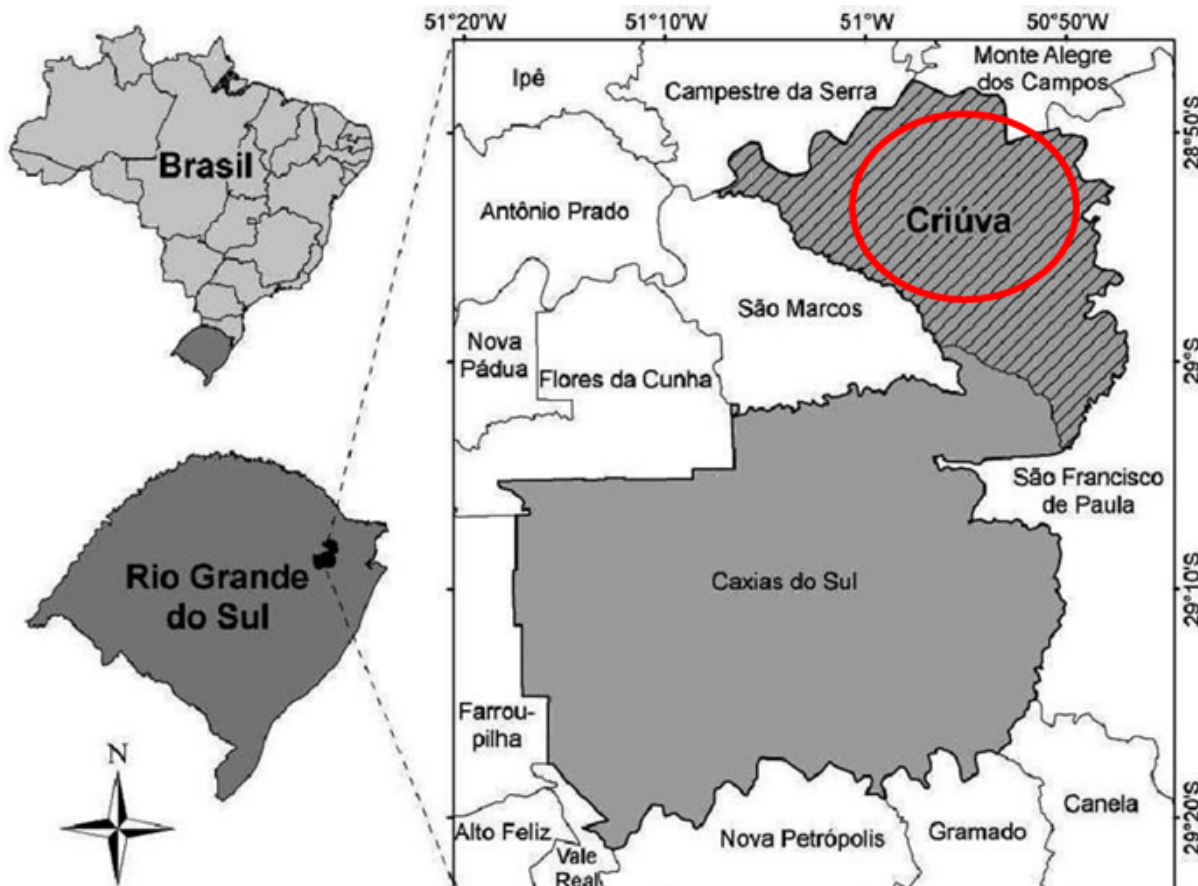 51°20'W 51°10'W 51°W 50°50'W
Brasil
Ipê
Campestre da Serra
Monte Alegre
dos Campos
28°50'S
Antônio Prado
Criúva
São Marcos
Nova
Pádua
Flores da Cunha
29°S
Rio Grande
do Sul
São Francisco
de Paula
Caxias do Sul
29°10'S
Farrou-
pilha
N
Alto Feliz
Vale
Real
Nova Petrópolis
Gramado
Canela
29°20'S